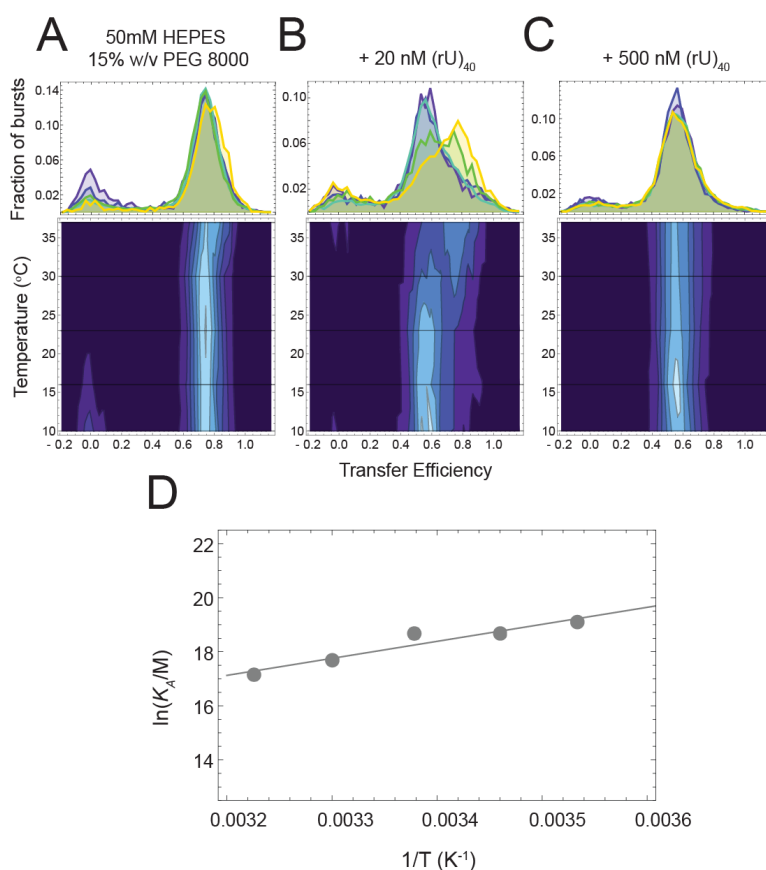 A
50mM HEPES
15% w/v PEG 8000
B
+ 20 nM (rU)40
C
+ 500 nM (rU)40
Fraction of bursts
0.14
0.10
0.06
0.02
0.10
0.06
0.02
0.10
0.06
0.02
Temperature (°C)
35
30
25
20
15
10
35
30
25
20
15
10
35
30
25
20
15
10
- 0.2 0.0 0.2 0.4 0.6 0.8 1.0
- 0.2 0.0 0.2 0.4 0.6 0.8 1.0
- 0.2 0.0 0.2 0.4 0.6 0.8 1.0
Transfer Efficiency
D
ln(KA/M)
22
20
18
16
14
0.0032 0.0033 0.0034 0.0035 0.0036
1/T (K-1)